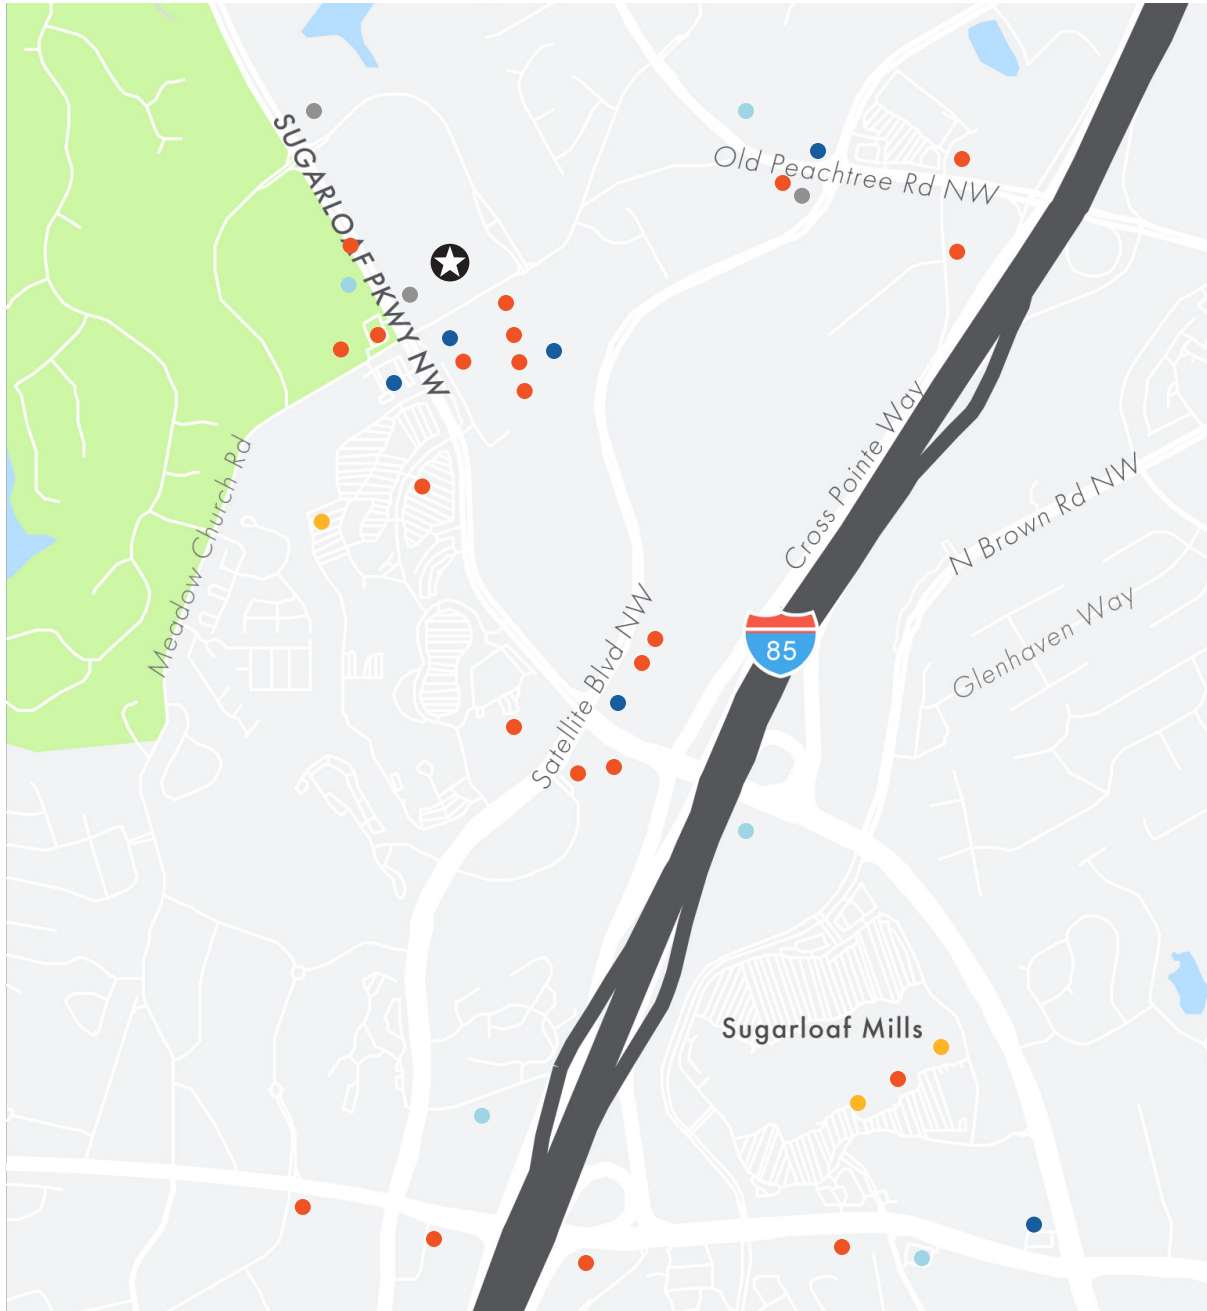 SUGARLOAF PKWY NW
Old Peachtree Rd NW
Cross Pointe Way
Meadow Church Rd
N Brown Rd NW
Glenhaven Way
Satellite Blvd NW
85
Sugarloaf Mills